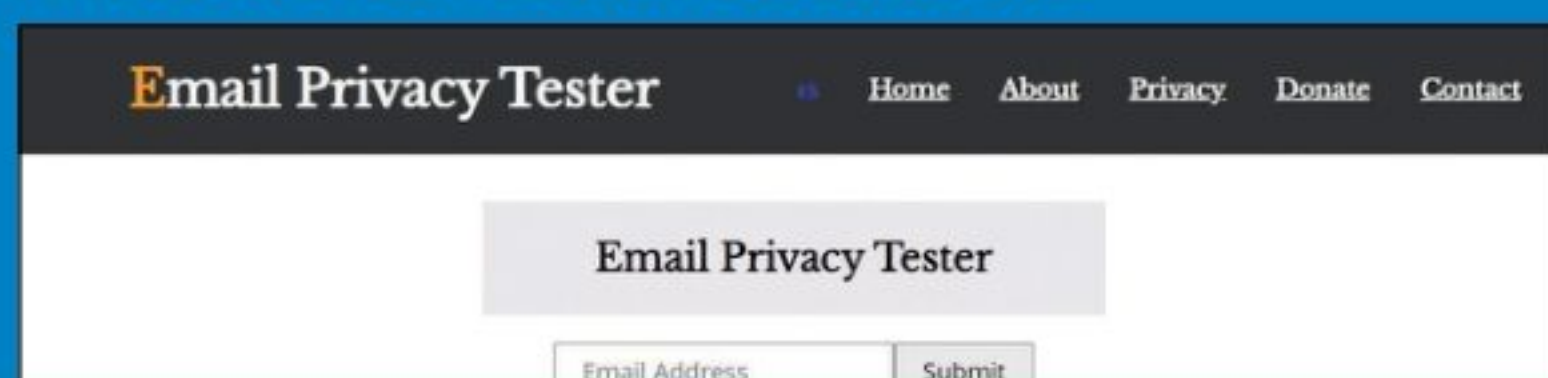 Email Privacy Tester Home About Privacy Donate Contact
Email Privacy Tester
Email Address Submit